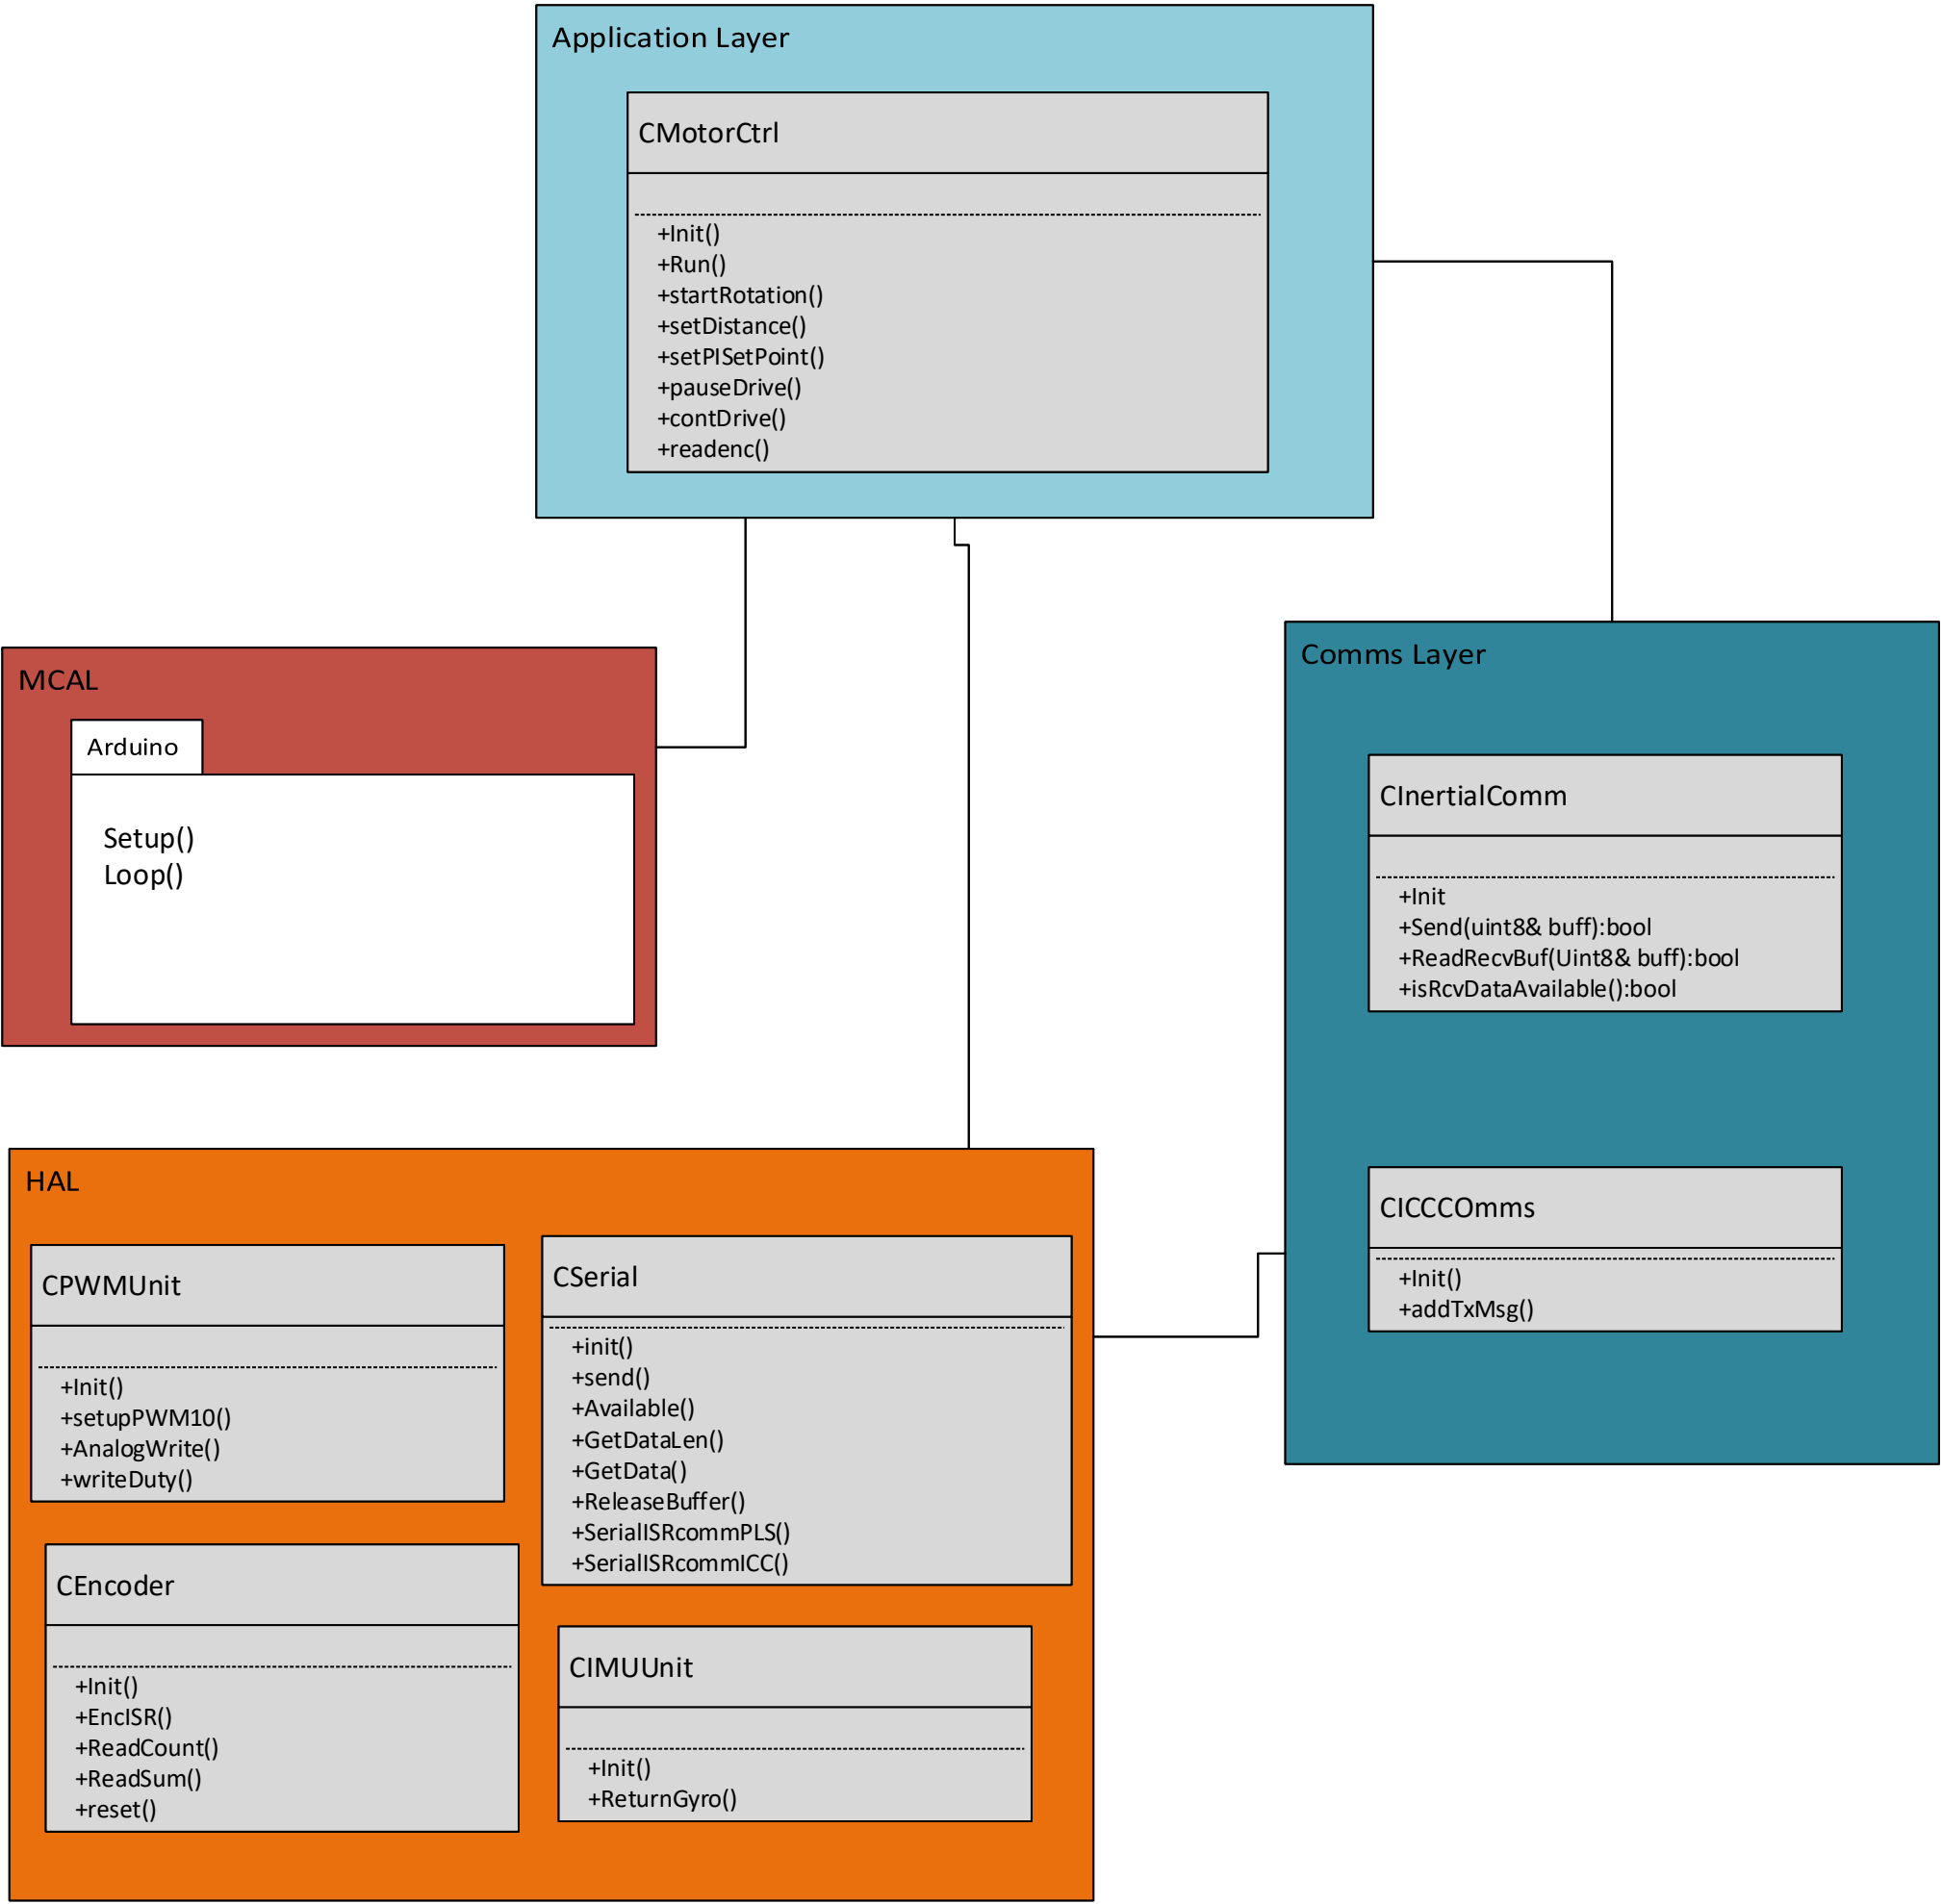 Application Layer
CMotorCtrl
+Init()
+Run()
+startRotation()
+setDistance()
+setPISetPoint()
+pauseDrive()
+contDrive()
+readenc()
MCAL
Arduino
Setup()
Loop()
Comms Layer
CInertialComm
+Init
+Send(uint8& buff):bool
+ReadRecvBuf(Uint8& buff):bool
+isRcvDataAvailable():bool
CICCCOmms
+Init()
+addTxMsg()
HAL
CPWMUnit
+Init()
+setupPWM10()
+AnalogWrite()
+writeDuty()
CSerial
+init()
+send()
+Available()
+GetDataLen()
+GetData()
+ReleaseBuffer()
+SerialISRcommPLS()
+SerialISRcommICC()
CEncoder
+Init()
+EncISR()
+ReadCount()
+ReadSum()
+reset()
CIMUUnit
+Init()
+ReturnGyro()